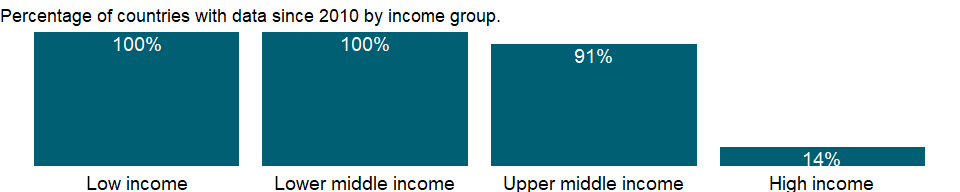 Percentage of countries with data since 2010 by income group.
100% 100% 91% 14%
Low income Lower middle income Upper middle income High income